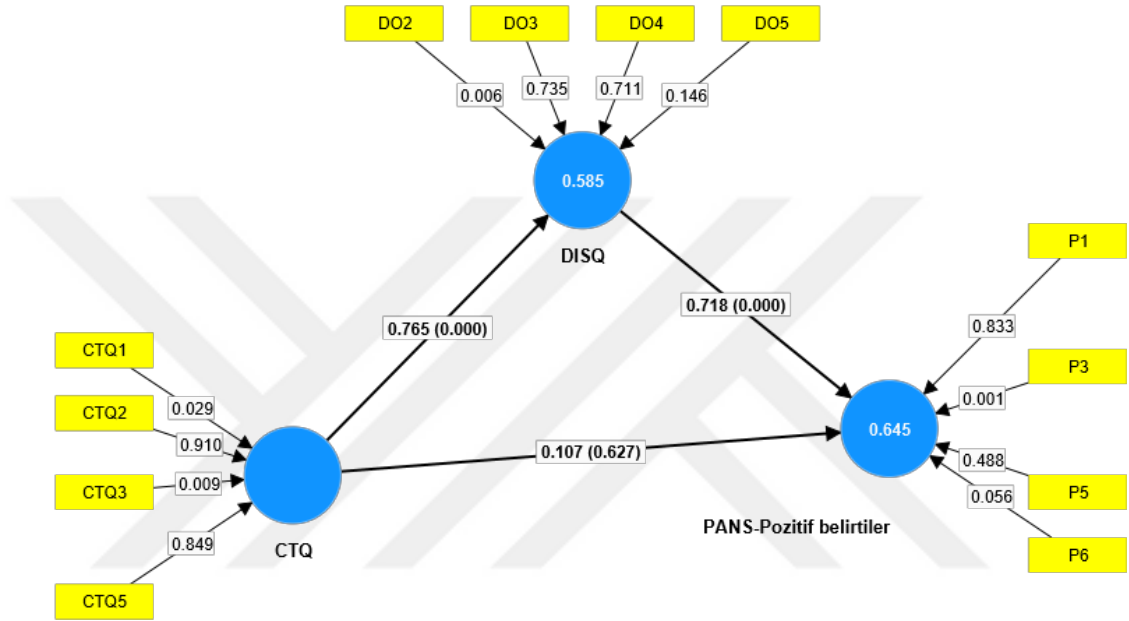 DO2
DO3
DO4
DO5
0.006
0.735
0.711
0.146
0.585
DISQ
P1
0.765 (0.000)
0.718 (0.000)
0.833
CTQ1
P3
0.029
0.001
CTQ2
0.910
0.645
0.107 (0.627)
0.488
CTQ3
0.009
0.056
P5
0.849
CTQ
PANS-Pozitif belirtiler
P6
CTQ5